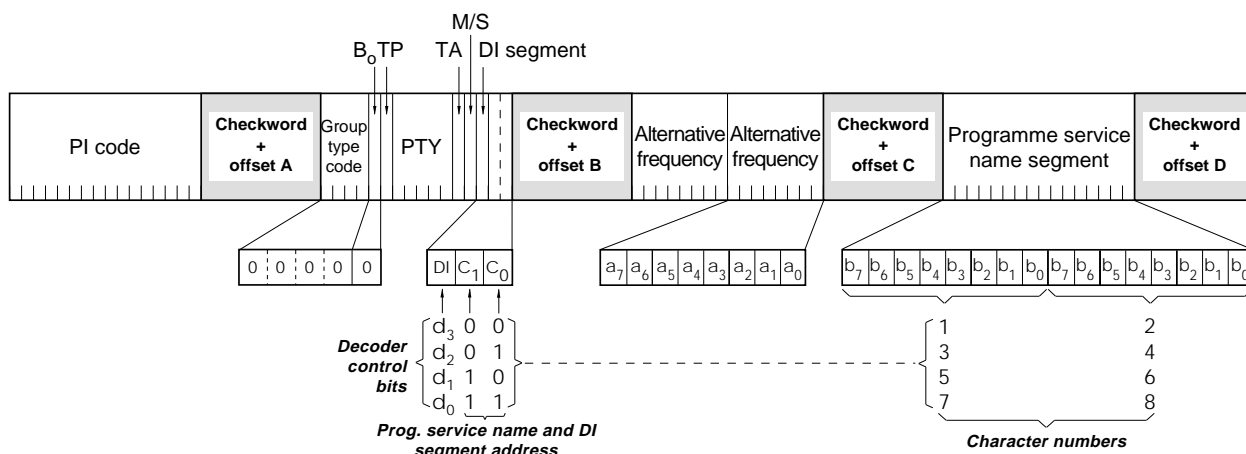 M/S
B₀TP TA DI segment
PI code
Checkword
+
offset A
Group
type
code
PTY
Checkword
+
offset B
Alternative
frequency
Alternative
frequency
Checkword
+
offset C
Programme service
name segment
Checkword
+
offset D
0 0 0 0 0
DI C₁ C₀
a₇ a₆ a₅ a₄ a₃ a₂ a₁ a₀
b₇ b₆ b₅ b₄ b₃ b₂ b₁ b₀ b₇ b₆ b₅ b₄ b₃ b₂ b₁ b₀
Decoder
control
bits
d₃ 0 0
d₂ 0 1
d₁ 1 0
d₀ 1 1
1 2
3 4
5 6
7 8
Prog. service name and DI
segment address
Character numbers